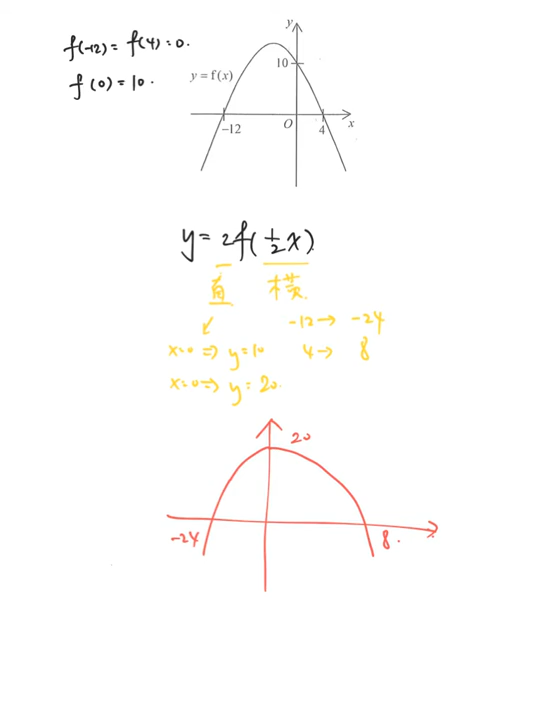 f(-12) = f(4) = 0.
f(0) = 10.
y
10
y = f(x)
-12
O
4
x
y = 2f(½x)
直 橫
-12 → -24
x=0 ⇒ y=10 4 → 8
x=0 ⇒ y = 20.
20
-24
8.